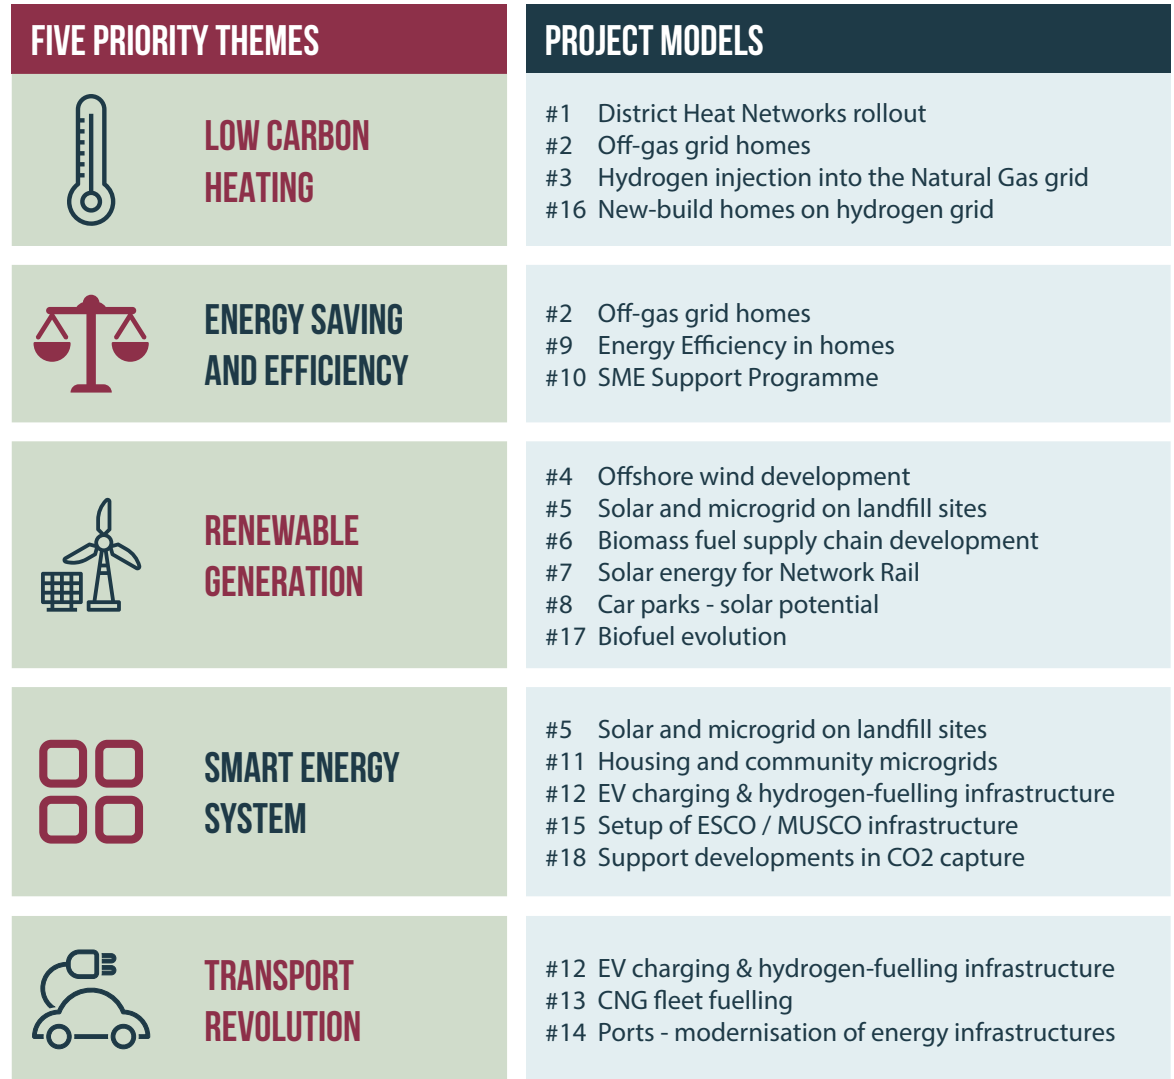 FIVE PRIORITY THEMES
PROJECT MODELS
LOW CARBON
HEATING
#1 District Heat Networks rollout
#2 Off-gas grid homes
#3 Hydrogen injection into the Natural Gas grid
#16 New-build homes on hydrogen grid
ENERGY SAVING
AND EFFICIENCY
#2 Off-gas grid homes
#9 Energy Efficiency in homes
#10 SME Support Programme
RENEWABLE
GENERATION
#4 Offshore wind development
#5 Solar and microgrid on landfill sites
#6 Biomass fuel supply chain development
#7 Solar energy for Network Rail
#8 Car parks - solar potential
#17 Biofuel evolution
SMART ENERGY
SYSTEM
#5 Solar and microgrid on landfill sites
#11 Housing and community microgrids
#12 EV charging & hydrogen-fuelling infrastructure
#15 Setup of ESCO / MUSCO infrastructure
#18 Support developments in CO2 capture
TRANSPORT
REVOLUTION
#12 EV charging & hydrogen-fuelling infrastructure
#13 CNG fleet fuelling
#14 Ports - modernisation of energy infrastructures